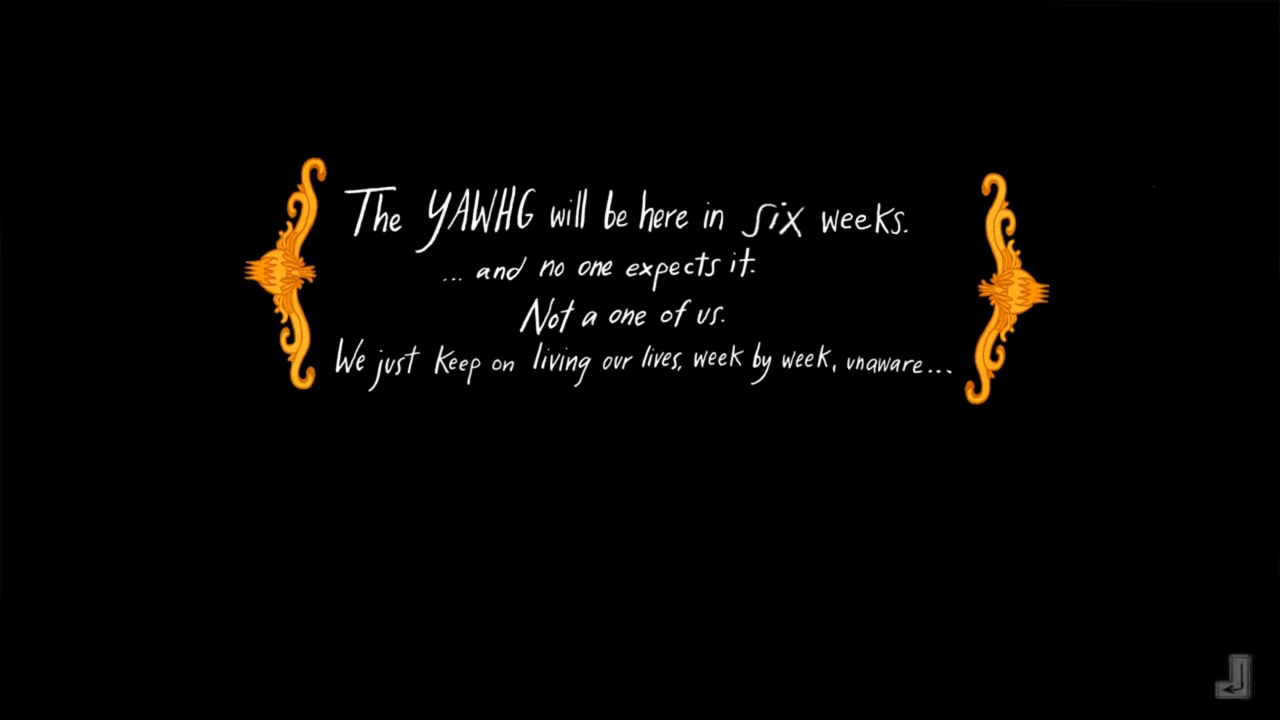 The YAWHG will be here in six weeks.
... and no one expects it.
Not a one of us.
We just keep on living our lives, week by week, unaware...